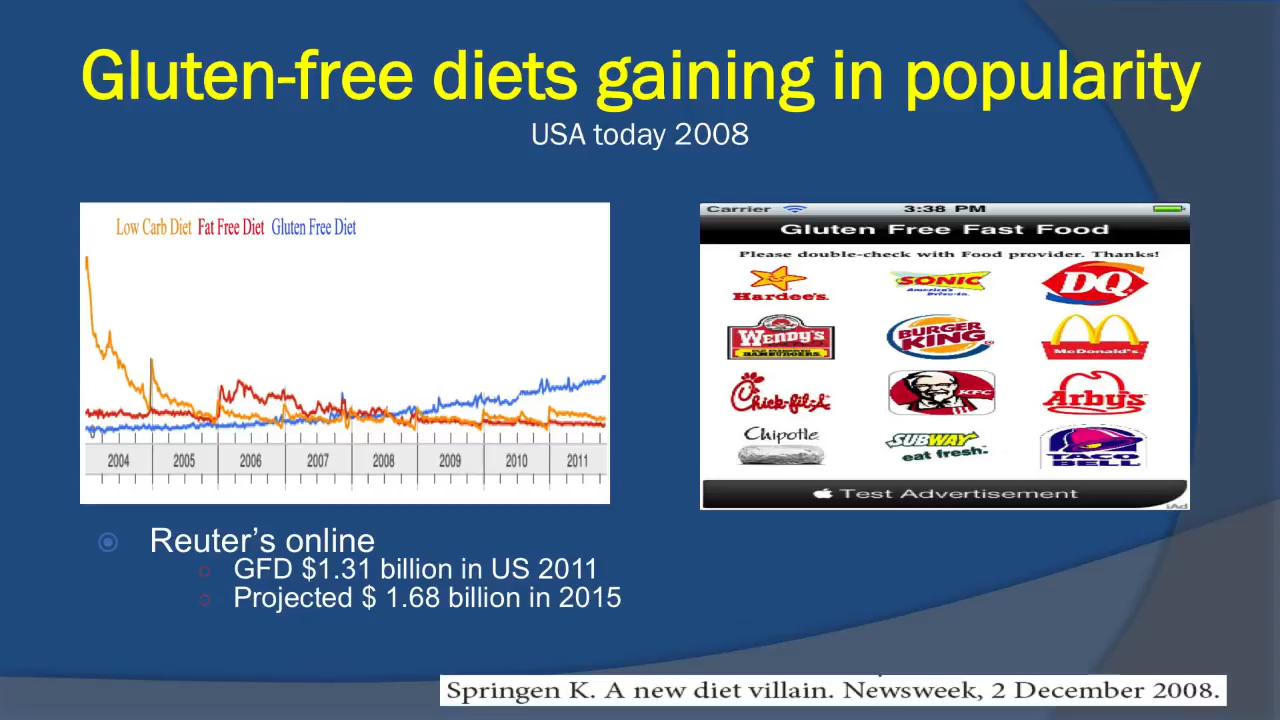 Gluten-free diets gaining in popularity
USA today 2008
Low Carb Diet Fat Free Diet Gluten Free Diet
0
2004 2005 2006 2007 2008 2009 2010 2011
Carrier 3:38 PM
Gluten Free Fast Food
Please double-check with Food provider. Thanks!
Hardee's. SONIC America's Drive-In. DQ
WENDY'S OLD FASHIONED HAMBURGERS. BURGER KING McDonald's.
Chick-fil-A KFC Arby's
Chipotle SUBWAY eat fresh. TACO BELL
Test Advertisement
iAd
Reuter's online
GFD $1.31 billion in US 2011
Projected $ 1.68 billion in 2015
Springen K. A new diet villain. Newsweek, 2 December 2008.